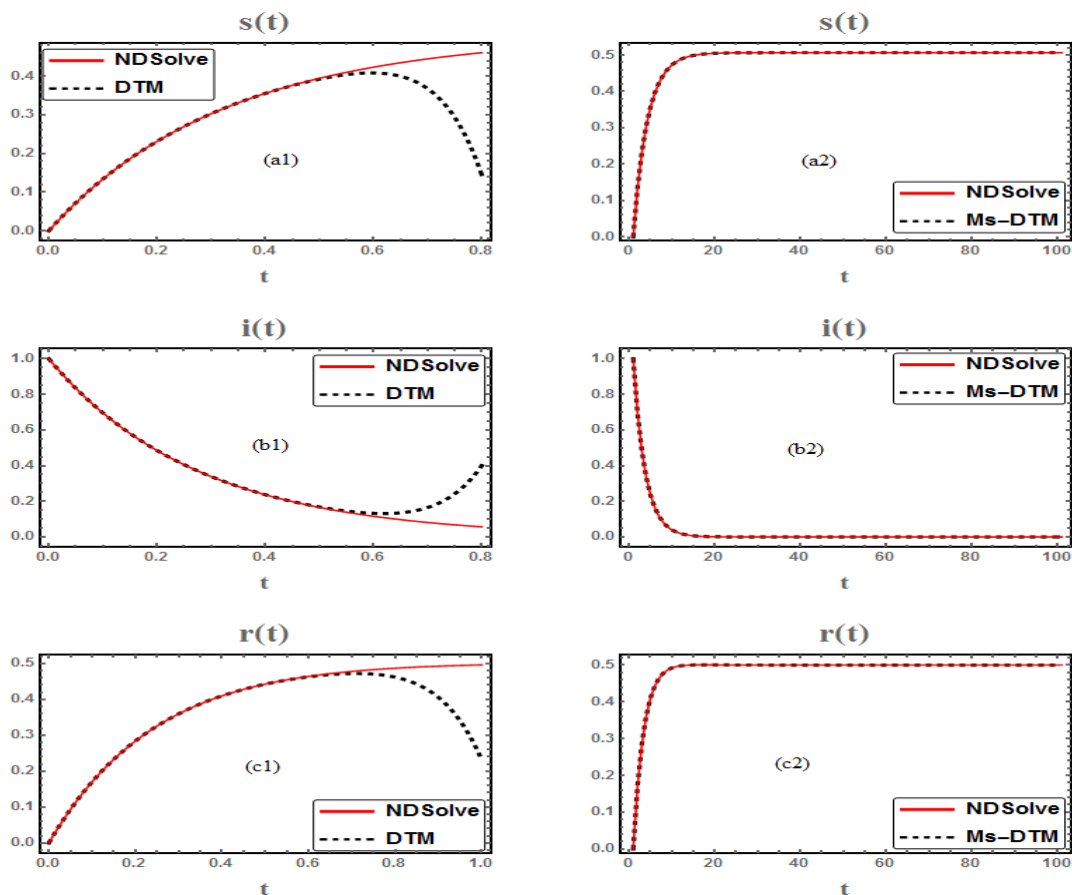 s(t)
NDSolve
DTM
(a1)
0.4
0.3
0.2
0.1
0.0
0.0 0.2 0.4 0.6 0.8
t
s(t)
0.5
0.4
0.3
0.2
0.1
0.0
(a2)
NDSolve
Ms-DTM
0 20 40 60 80 100
t
i(t)
1.0
0.8
0.6
0.4
0.2
0.0
NDSolve
DTM
(b1)
0.0 0.2 0.4 0.6 0.8
t
i(t)
1.0
0.8
0.6
0.4
0.2
0.0
NDSolve
Ms-DTM
(b2)
0 20 40 60 80 100
t
r(t)
0.5
0.4
0.3
0.2
0.1
0.0
(c1)
NDSolve
DTM
0.0 0.2 0.4 0.6 0.8 1.0
t
r(t)
0.5
0.4
0.3
0.2
0.1
0.0
(c2)
NDSolve
Ms-DTM
0 20 40 60 80 100
t